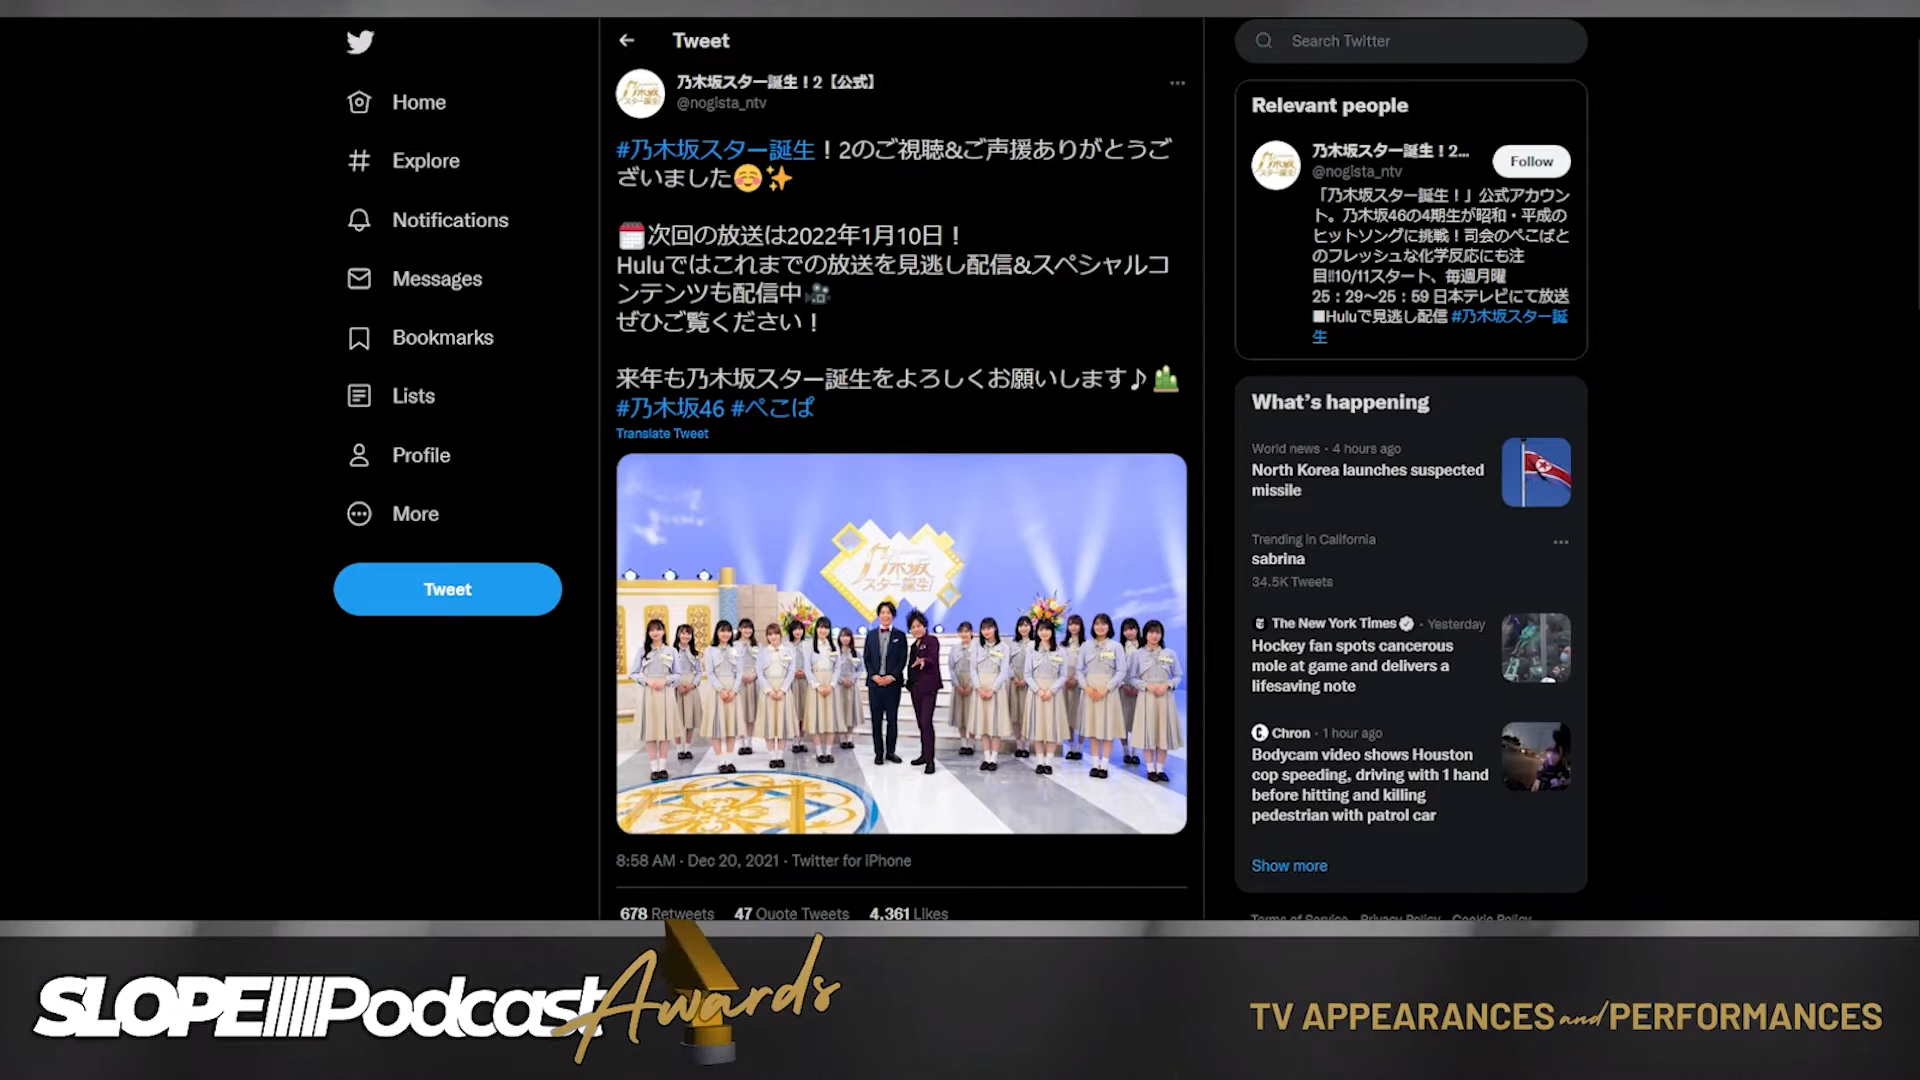 Home
Explore
Notifications
Messages
Bookmarks
Lists
Profile
More
Tweet
Tweet
乃木坂スター誕生！2【公式】
@nogista_ntv
#乃木坂スター誕生！2のご視聴&ご声援ありがとうご
ざいました☺️✨
🗓次回の放送は2022年1月10日！
Huluではこれまでの放送を見逃し配信&スペシャルコ
ンテンツも配信中🎥
ぜひご覧ください！
来年も乃木坂スター誕生をよろしくお願いします♪🎍
#乃木坂46 #ぺこぱ
Translate Tweet
乃木坂
スター誕生!
8:58 AM · Dec 20, 2021 · Twitter for iPhone
678 Retweets 47 Quote Tweets 4,361 Likes
Search Twitter
Relevant people
乃木坂スター誕生！2...
@nogista_ntv
Follow
「乃木坂スター誕生！」公式アカウン
ト。乃木坂46の4期生が昭和・平成の
ヒットソングに挑戦！司会のぺこぱと
のフレッシュな化学反応にも注
目!!10/11スタート、毎週月曜
25：29〜25：59 日本テレビにて放送
■Huluで見逃し配信 #乃木坂スター誕
生
What's happening
World news · 4 hours ago
North Korea launches suspected
missile
Trending in California
sabrina
34.5K Tweets
The New York Times · Yesterday
Hockey fan spots cancerous
mole at game and delivers a
lifesaving note
Chron · 1 hour ago
Bodycam video shows Houston
cop speeding, driving with 1 hand
before hitting and killing
pedestrian with patrol car
Show more
Terms of Service Privacy Policy Cookie Policy
SLOPE Podcast Awards
TV APPEARANCES and PERFORMANCES